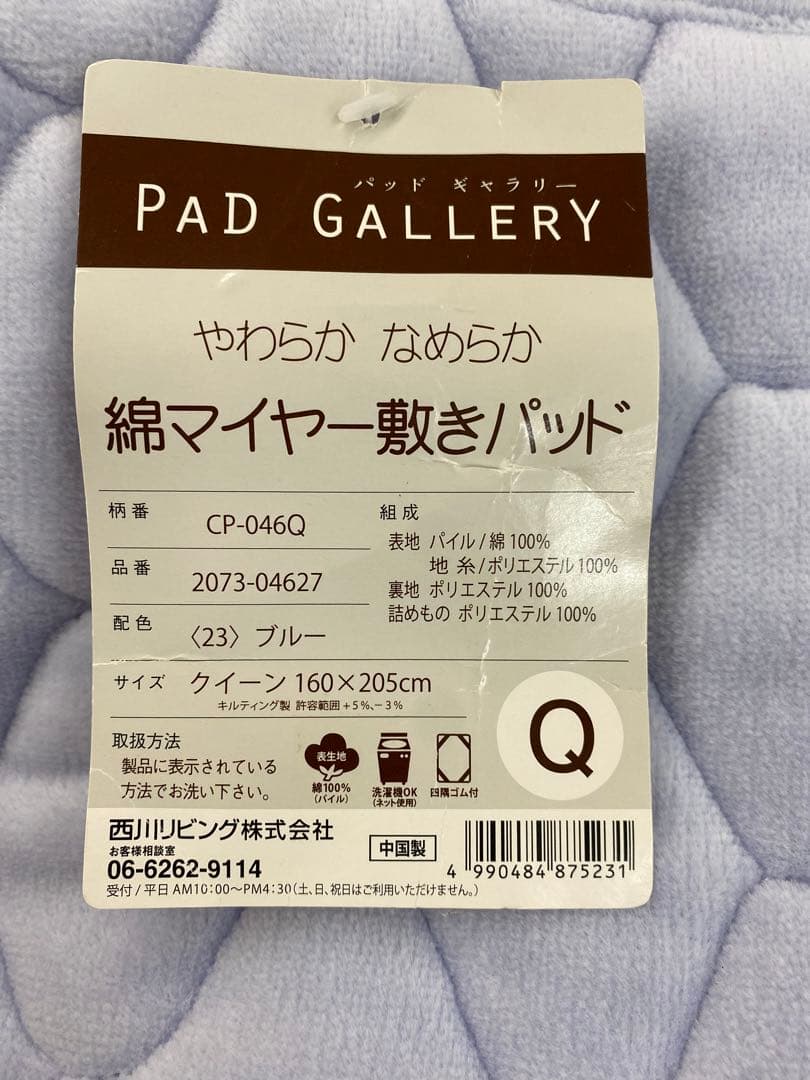 パッド ギャラリー
PAD GALLERY
やわらか なめらか
綿マイヤー敷きパッド
柄番 CP-046Q
品番 2073-04627
配色 〈23〉ブルー
組成
表地 パイル/綿100%
地糸/ポリエステル100%
裏地 ポリエステル100%
詰めもの ポリエステル100%
サイズ クイーン 160×205cm
キルティング製 許容範囲+5%、-3%
Q
取扱方法
製品に表示されている
方法でお洗い下さい。
表生地
綿100%
(パイル)
洗濯機OK
(ネット使用)
四隅ゴム付
西川リビング株式会社
お客様相談室
06-6262-9114
受付/平日 AM10:00〜PM4:30(土、日、祝日はご利用いただけません。)
中国製
4 990484 875231